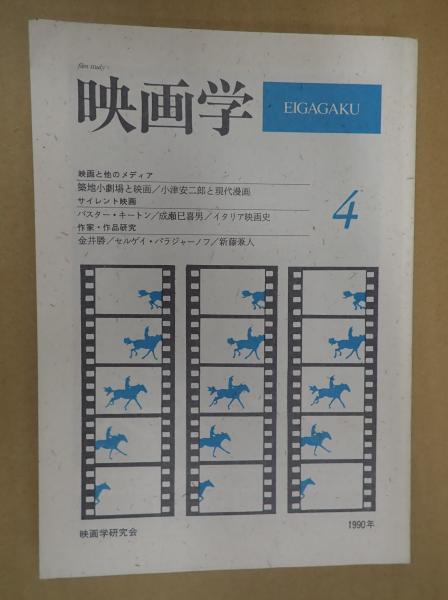 film study
映画学
EIGAGAKU
映画と他のメディア
築地小劇場と映画／小津安二郎と現代漫画
サイレント映画
バスター・キートン／成瀬巳喜男／イタリア映画史
作家・作品研究
金井勝／セルゲイ・パラジャーノフ／新藤兼人
4
映画学研究会
1990年